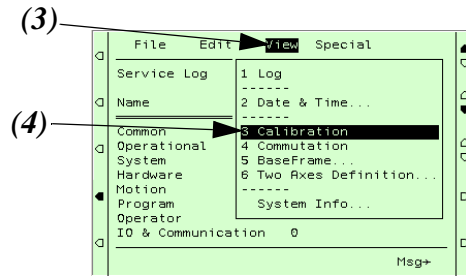 (3)
File Edit View Special
Service Log
1 Log
------
Name
2 Date & Time...
------
(4)
Common
3 Calibration
Operational
4 Commutation
System
5 BaseFrame...
Hardware
6 Two Axes Definition...
Motion
------
Program
System Info...
Operator
IO & Communication 0
Msg→